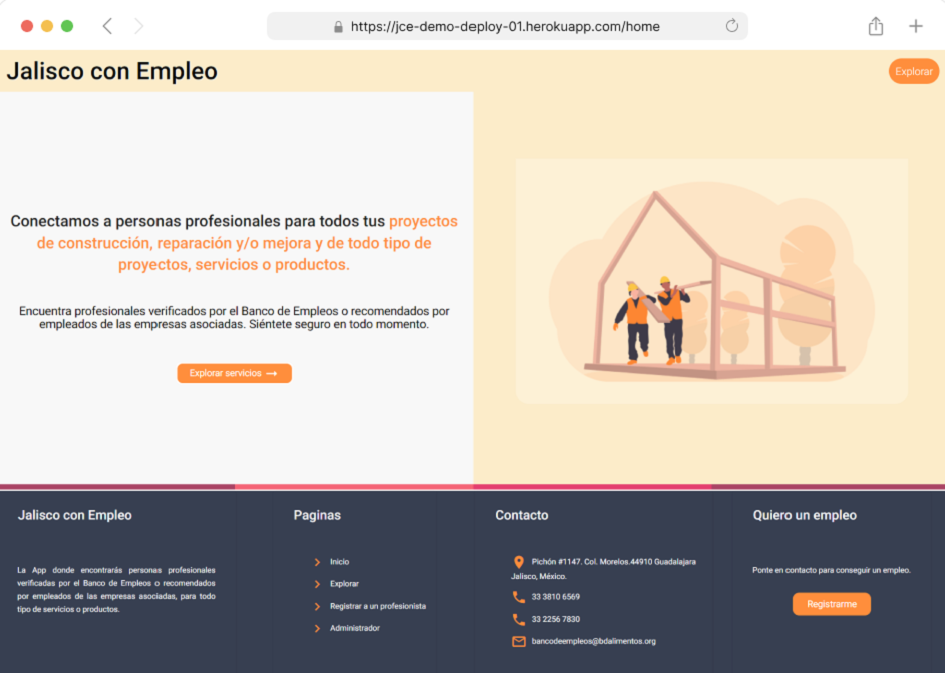 https://jce-demo-deploy-01.herokuapp.com/home
Jalisco con Empleo
Explorar
Conectamos a personas profesionales para todos tus proyectos
de construcción, reparación y/o mejora y de todo tipo de
proyectos, servicios o productos.
Encuentra profesionales verificados por el Banco de Empleos o recomendados por
empleados de las empresas asociadas. Siéntete seguro en todo momento.
Explorar servicios →
Jalisco con Empleo
La App donde encontrarás personas profesionales
verificadas por el Banco de Empleos o recomendados
por empleados de las empresas asociadas, para todo
tipo de servicios o productos.
Paginas
Inicio
Explorar
Registrar a un profesionista
Administrador
Contacto
Pichón #1147. Col. Morelos.44910 Guadalajara
Jalisco, México.
33 3810 6569
33 2256 7830
bancodeempleos@bdalimentos.org
Quiero un empleo
Ponte en contacto para conseguir un empleo.
Registrarme